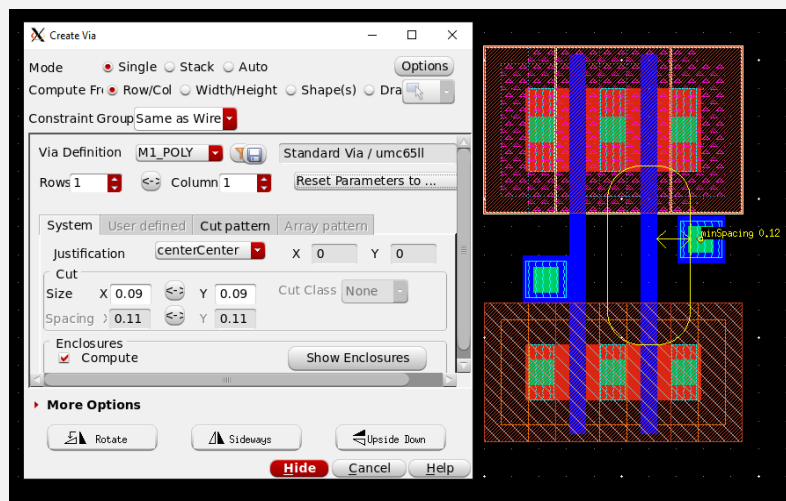 Create Via
Mode Single Stack Auto Options
Compute Fr Row/Col Width/Height Shape(s) Dra
Constraint Group Same as Wire
Via Definition M1_POLY Standard Via / umc65ll
Rows 1 <-> Column 1 Reset Parameters to ...
System User defined Cut pattern Array pattern
Justification centerCenter X 0 Y 0
Cut
Size X 0.09 <-> Y 0.09 Cut Class None
Spacing 0.11 <-> Y 0.11
Enclosures
Compute Show Enclosures
More Options
Rotate Sideways Upside Down
Hide Cancel Help
minSpacing 0.12